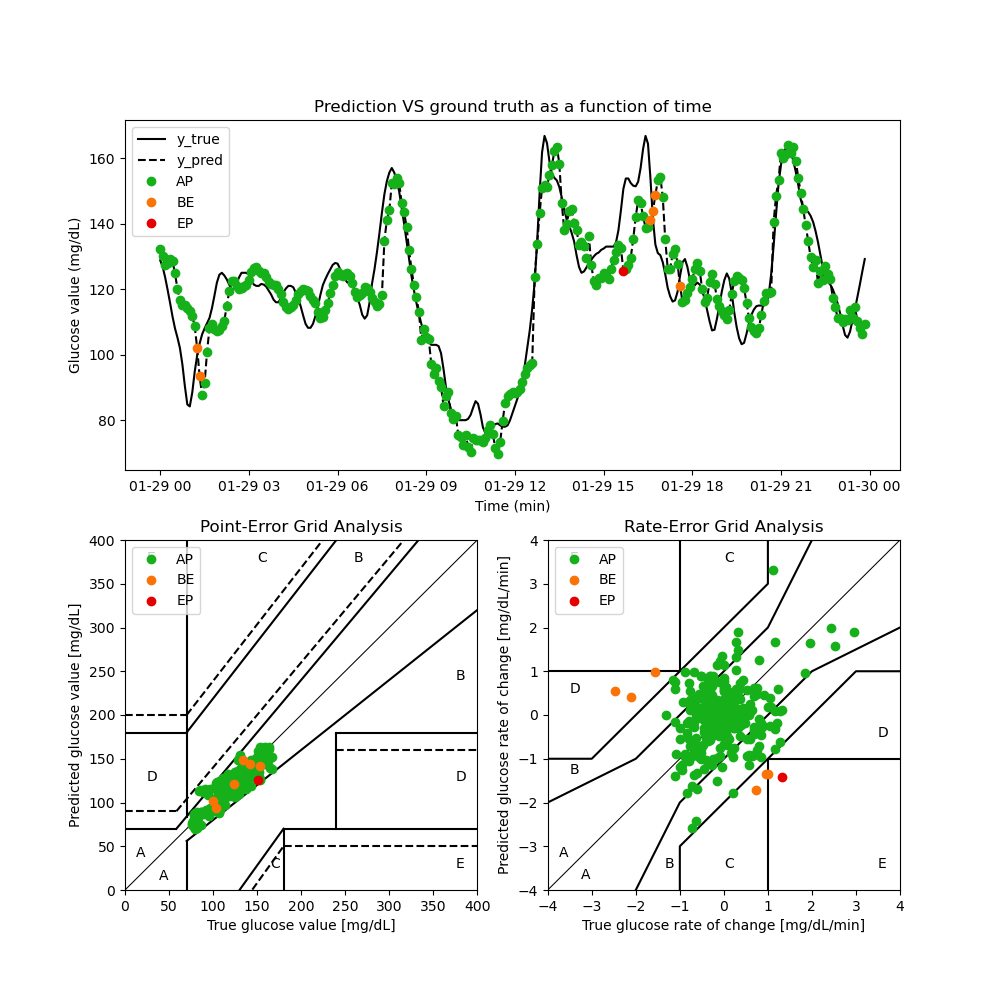 Prediction VS ground truth as a function of time
Glucose value (mg/dL)
160
140
120
100
80
y_true
y_pred
AP
BE
EP
01-29 00 01-29 03 01-29 06 01-29 09 01-29 12 01-29 15 01-29 18 01-29 21 01-30 00
Time (min)
Point-Error Grid Analysis
Predicted glucose value [mg/dL]
400
350
300
250
200
150
100
50
0
AP
BE
EP
C
B
B
D
D
A
A
C
E
0 50 100 150 200 250 300 350 400
True glucose value [mg/dL]
Rate-Error Grid Analysis
Predicted glucose rate of change [mg/dL/min]
4
3
2
1
0
−1
−2
−3
−4
AP
BE
EP
C
D
D
B
A
A
B
C
E
−4 −3 −2 −1 0 1 2 3 4
True glucose rate of change [mg/dL/min]